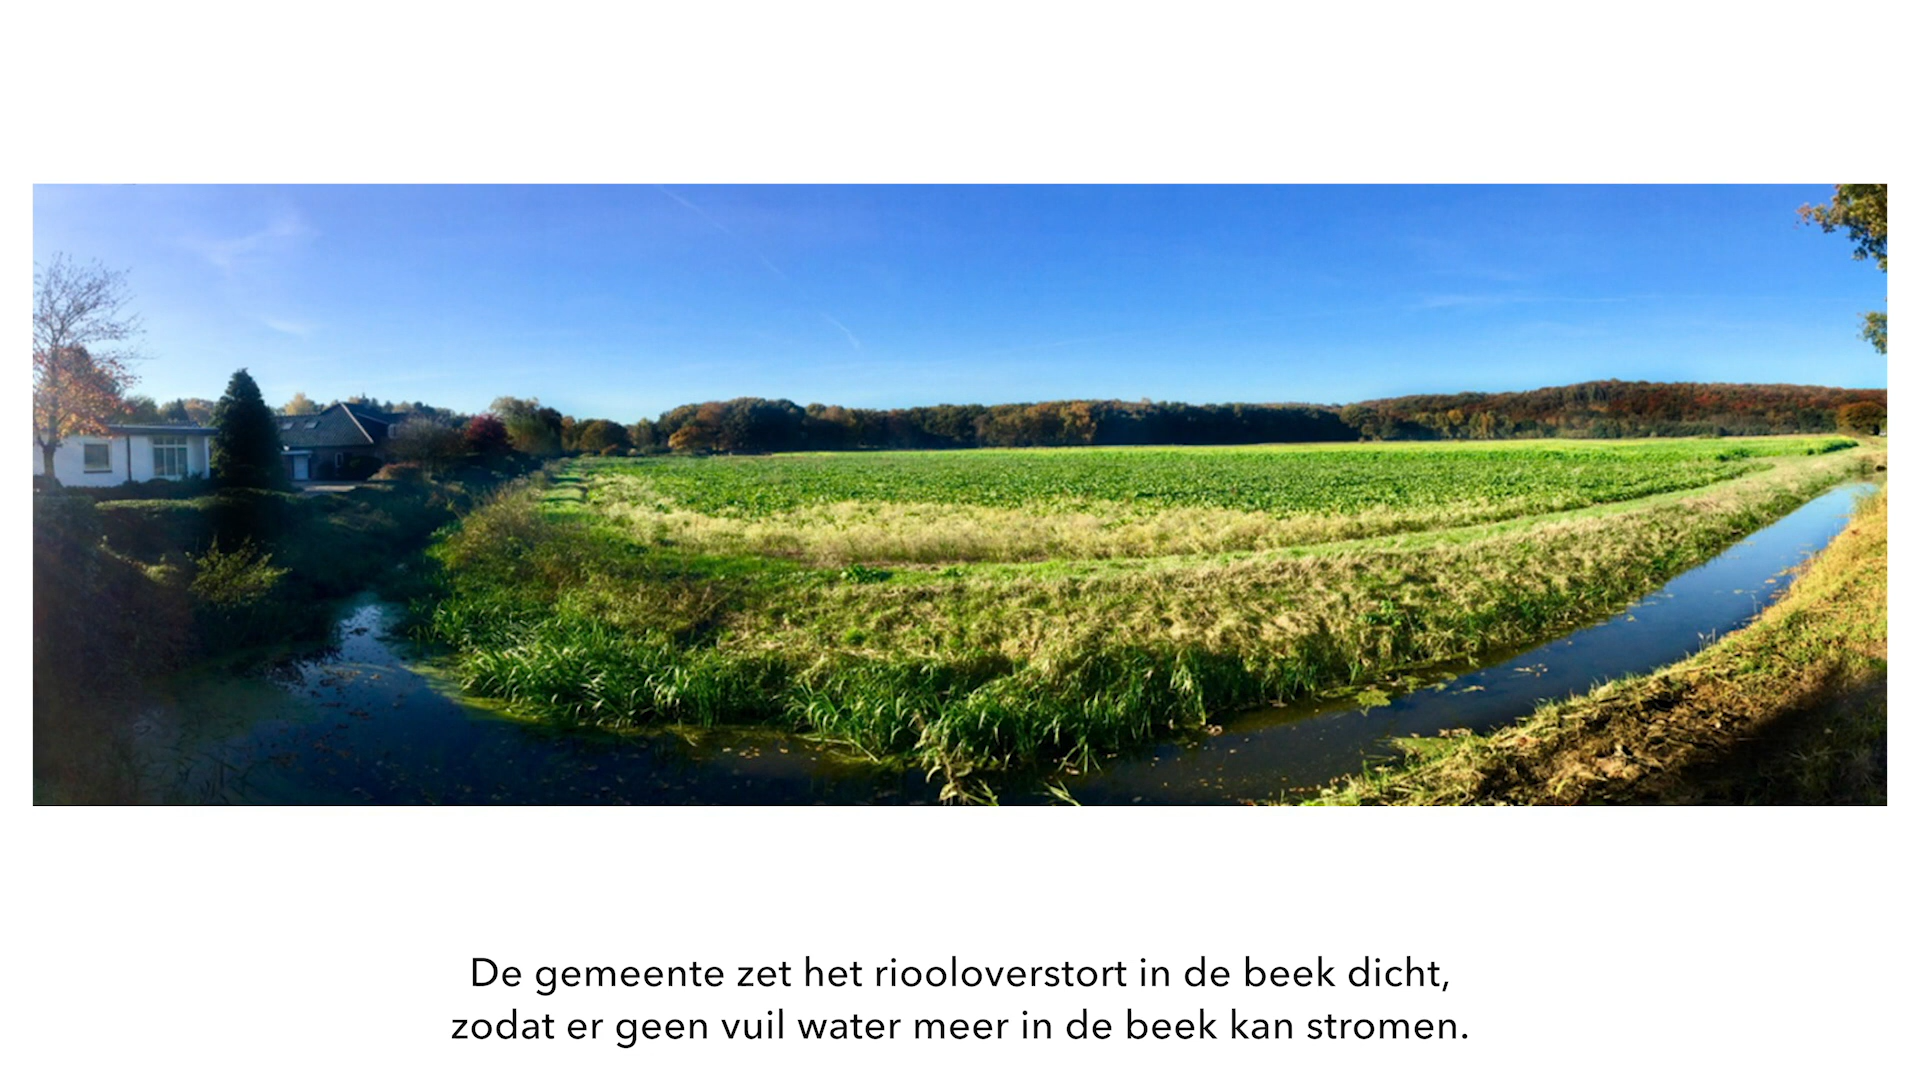 De gemeente zet het riooloverstort in de beek dicht,
zodat er geen vuil water meer in de beek kan stromen.